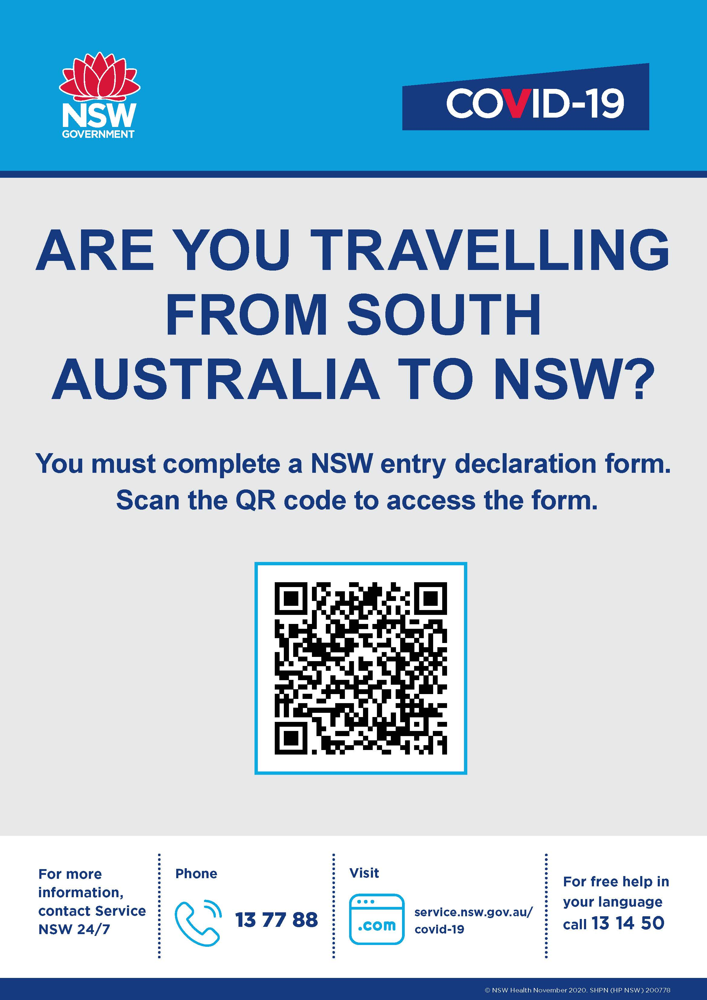 NSW
GOVERNMENT
COVID-19
ARE YOU TRAVELLING
FROM SOUTH
AUSTRALIA TO NSW?
You must complete a NSW entry declaration form.
Scan the QR code to access the form.
For more
information,
contact Service
NSW 24/7
Phone
13 77 88
Visit
.com
service.nsw.gov.au/
covid-19
For free help in
your language
call 13 14 50
© NSW Health November 2020. SHPN (HP NSW) 200778